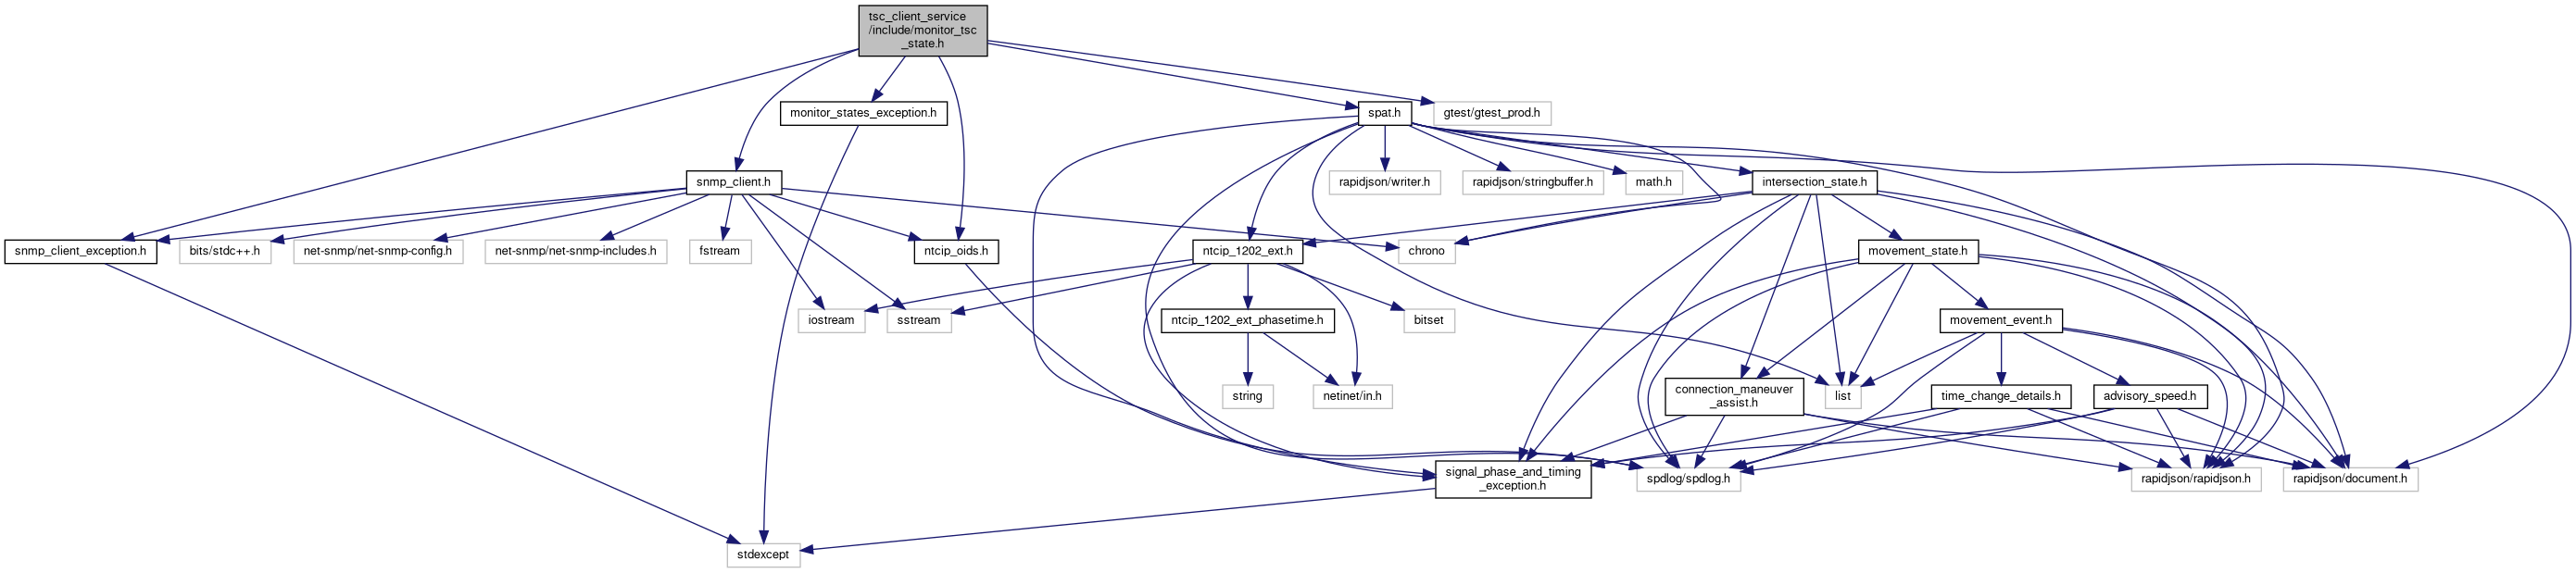 tsc_client_service
/include/monitor_tsc
_state.h
monitor_states_exception.h
spat.h
gtest/gtest_prod.h
snmp_client.h
rapidjson/writer.h
rapidjson/stringbuffer.h
math.h
intersection_state.h
snmp_client_exception.h
bits/stdc++.h
net-snmp/net-snmp-config.h
net-snmp/net-snmp-includes.h
fstream
ntcip_oids.h
ntcip_1202_ext.h
chrono
movement_state.h
iostream
sstream
ntcip_1202_ext_phasetime.h
bitset
movement_event.h
string
netinet/in.h
connection_maneuver
_assist.h
list
time_change_details.h
advisory_speed.h
signal_phase_and_timing
_exception.h
spdlog/spdlog.h
rapidjson/rapidjson.h
rapidjson/document.h
stdexcept